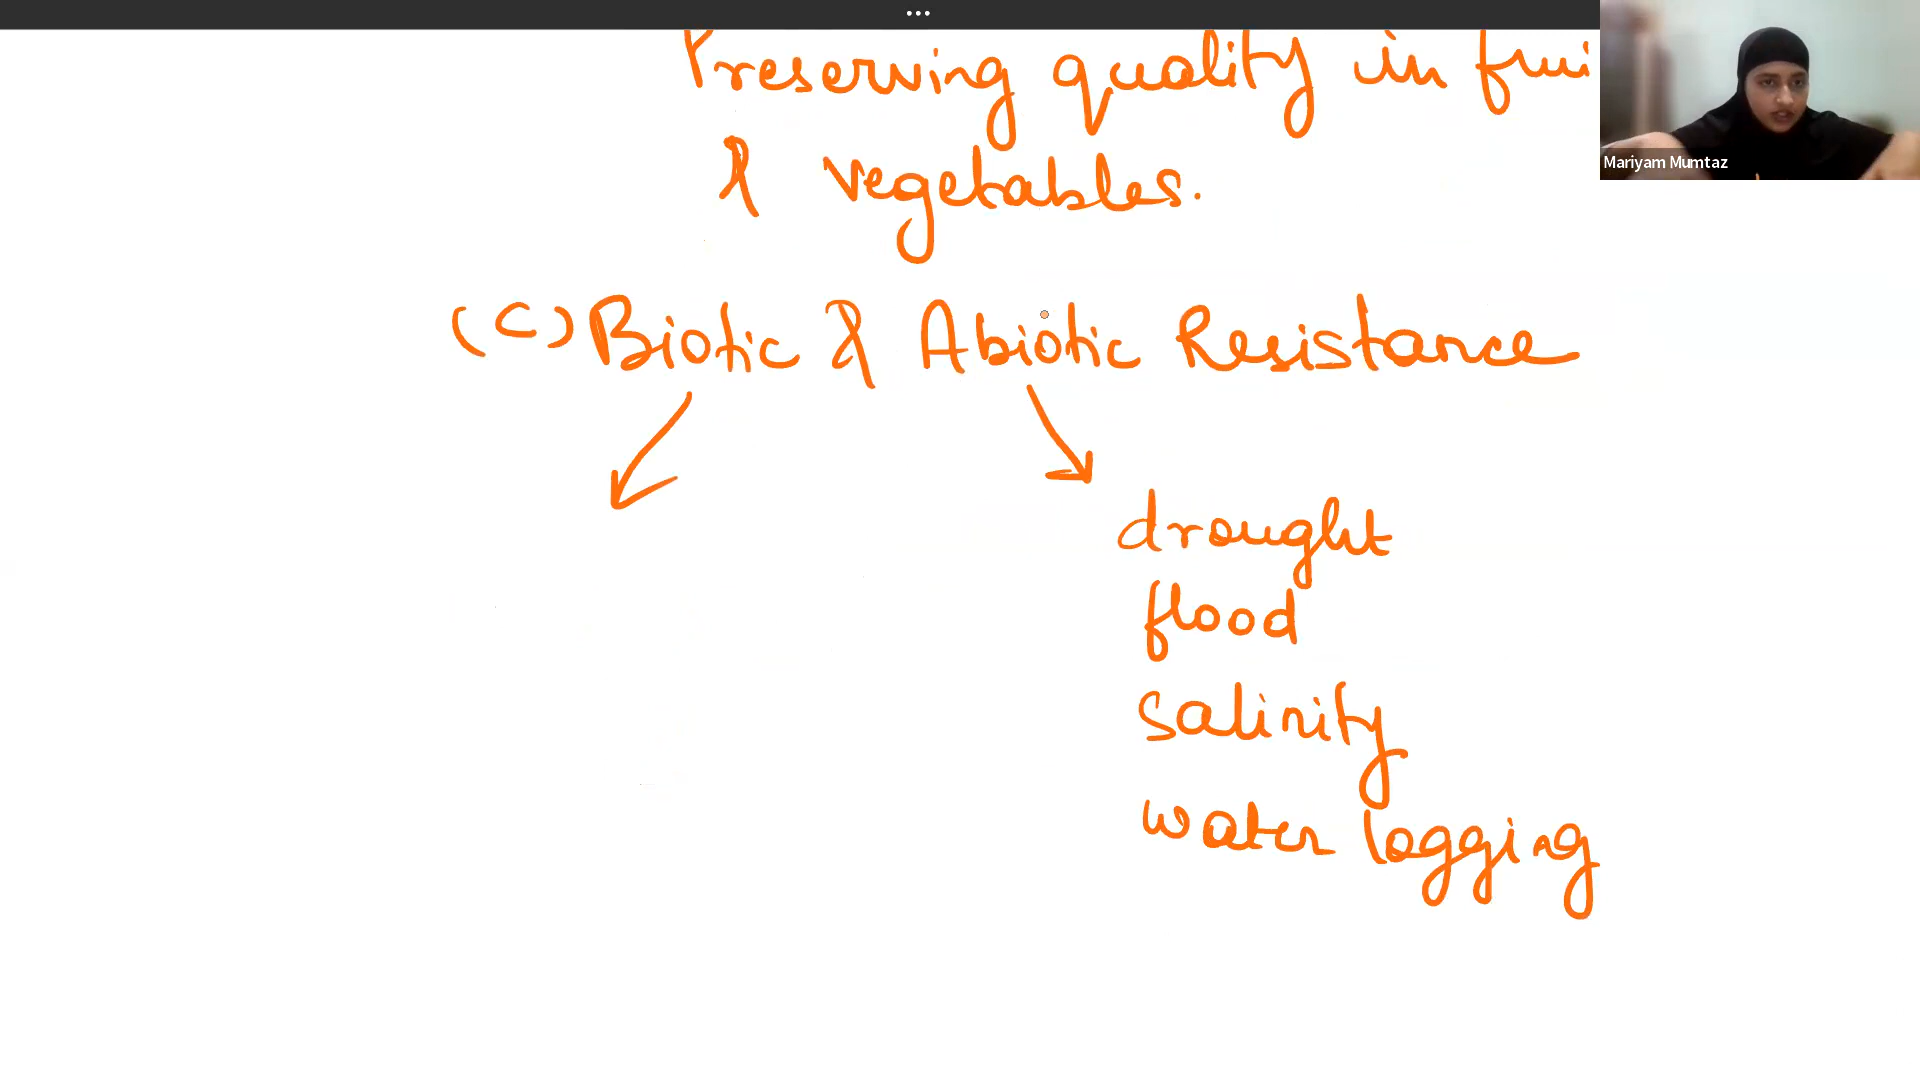 ...
Preserving quality in frui
& vegetables.
Mariyam Mumtaz
(C) Biotic & Abiotic Resistance
drought
flood
salinity
water logging